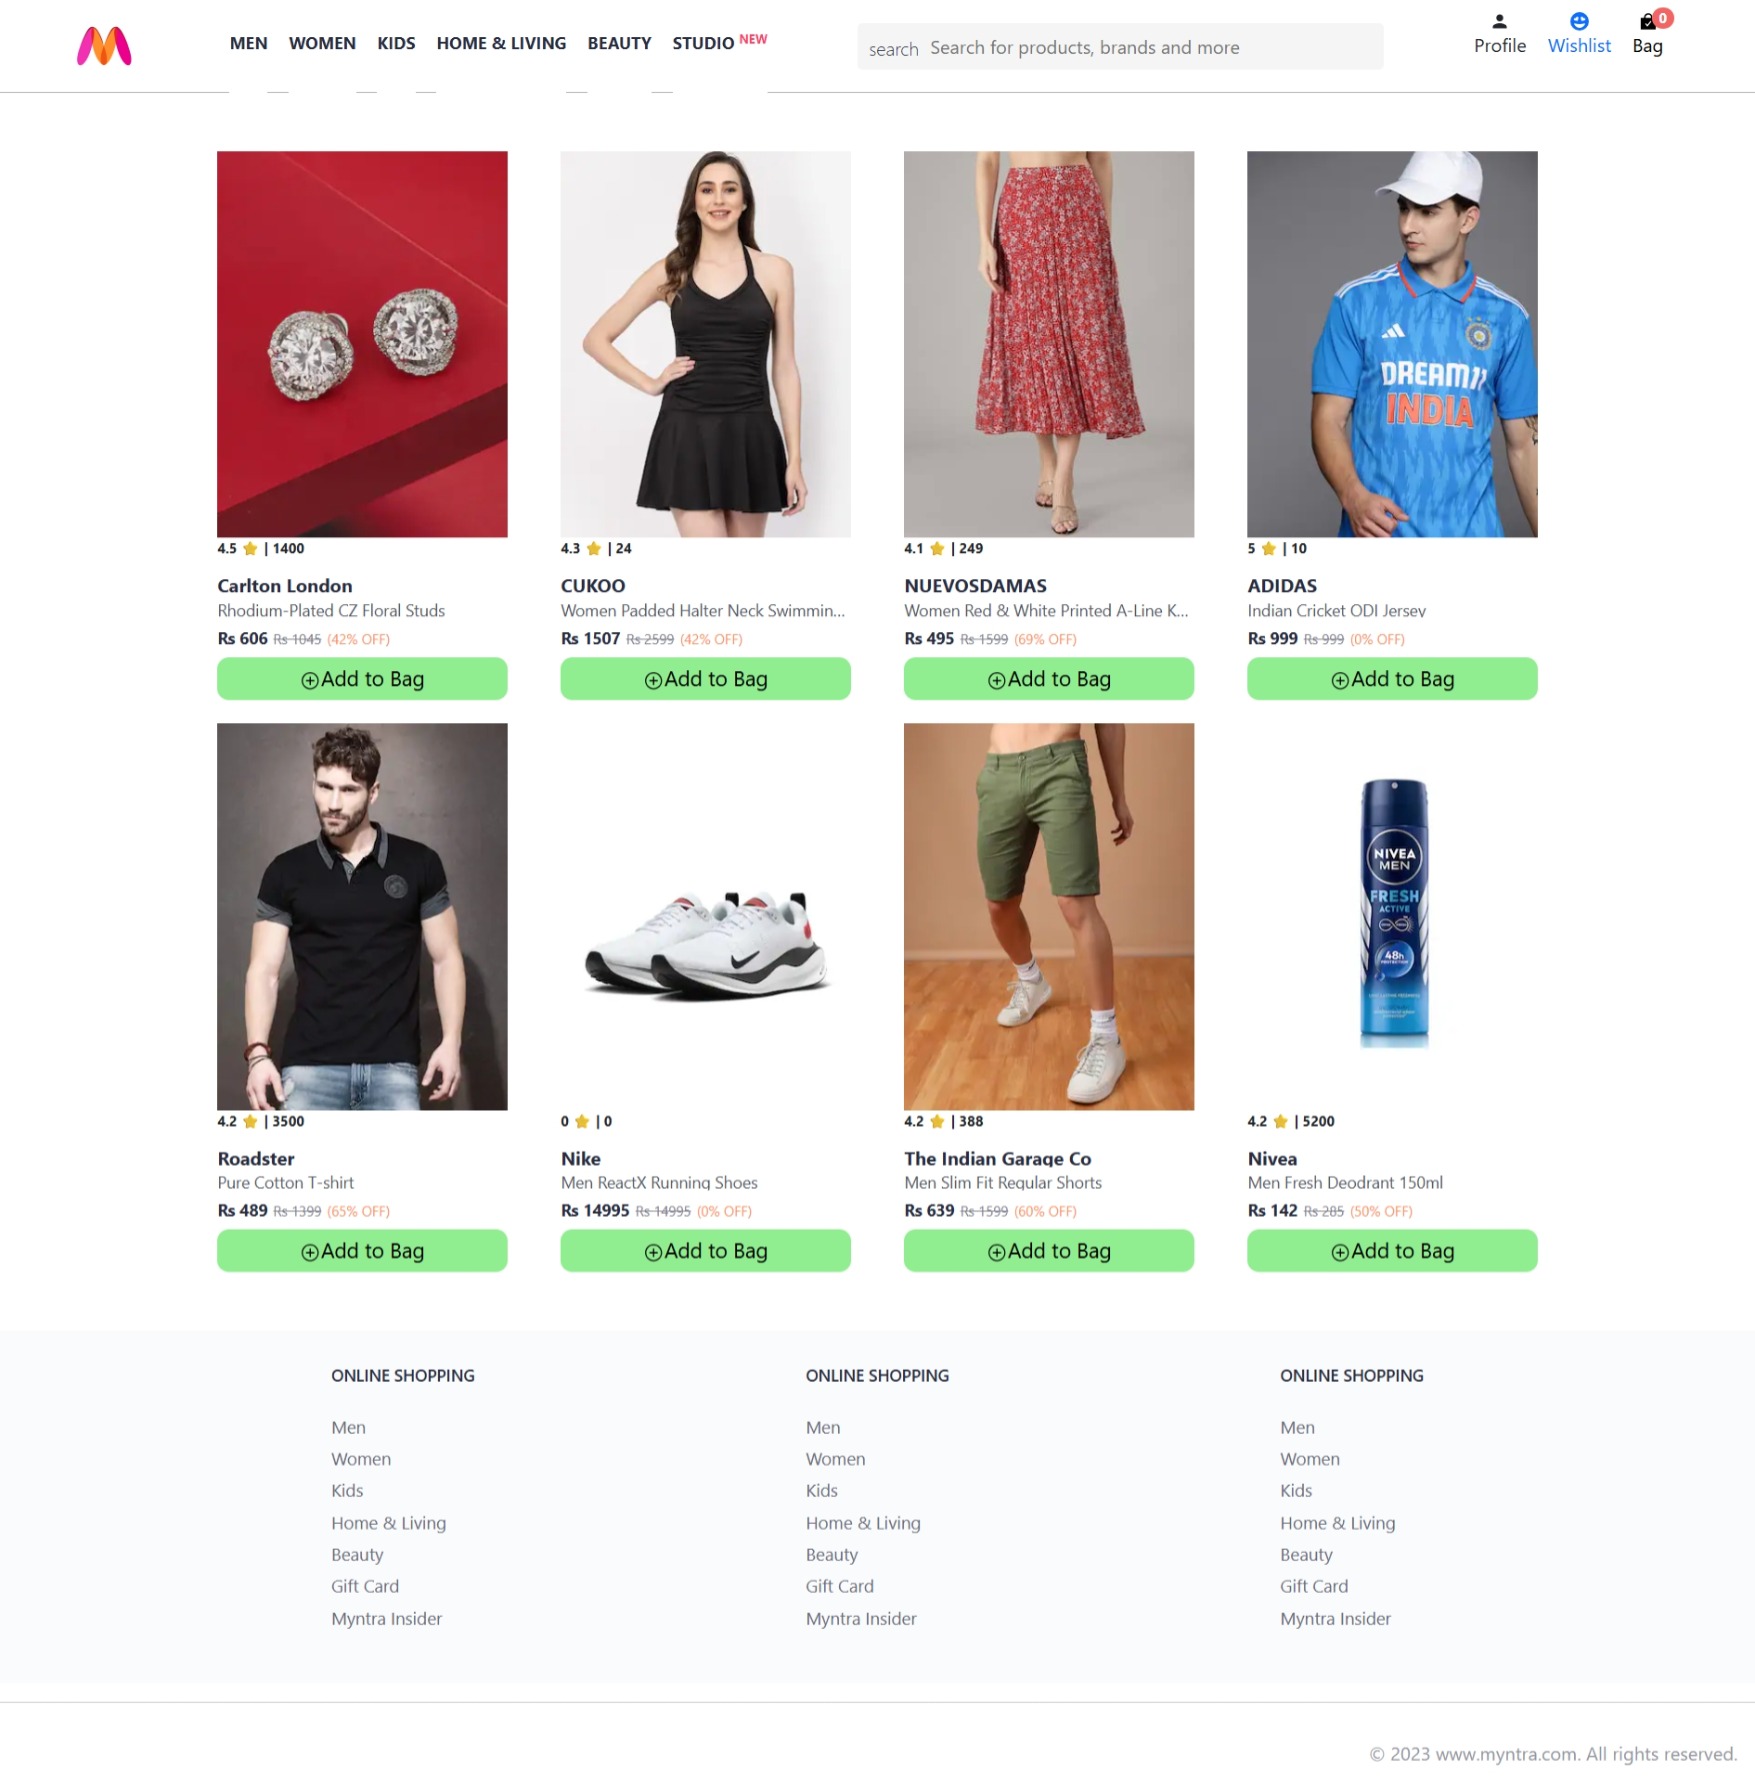 MEN WOMEN KIDS HOME & LIVING BEAUTY STUDIO NEW
search Search for products, brands and more
Profile Wishlist Bag 0
DREAM11
INDIA
4.5 ⭐ | 1400
Carlton London
Rhodium-Plated CZ Floral Studs
Rs 606 Rs 1045 (42% OFF)
Add to Bag
4.3 ⭐ | 24
CUKOO
Women Padded Halter Neck Swimmin...
Rs 1507 Rs 2599 (42% OFF)
Add to Bag
4.1 ⭐ | 249
NUEVOSDAMAS
Women Red & White Printed A-Line K...
Rs 495 Rs 1599 (69% OFF)
Add to Bag
5 ⭐ | 10
ADIDAS
Indian Cricket ODI Jersey
Rs 999 Rs 999 (0% OFF)
Add to Bag
4.2 ⭐ | 3500
Roadster
Pure Cotton T-shirt
Rs 489 Rs 1399 (65% OFF)
Add to Bag
0 ⭐ | 0
Nike
Men ReactX Running Shoes
Rs 14995 Rs 14995 (0% OFF)
Add to Bag
4.2 ⭐ | 388
The Indian Garage Co
Men Slim Fit Regular Shorts
Rs 639 Rs 1599 (60% OFF)
Add to Bag
NIVEA
MEN
FRESH
ACTIVE
48h
4.2 ⭐ | 5200
Nivea
Men Fresh Deodrant 150ml
Rs 142 Rs 285 (50% OFF)
Add to Bag
ONLINE SHOPPING
Men
Women
Kids
Home & Living
Beauty
Gift Card
Myntra Insider
ONLINE SHOPPING
Men
Women
Kids
Home & Living
Beauty
Gift Card
Myntra Insider
ONLINE SHOPPING
Men
Women
Kids
Home & Living
Beauty
Gift Card
Myntra Insider
© 2023 www.myntra.com. All rights reserved.